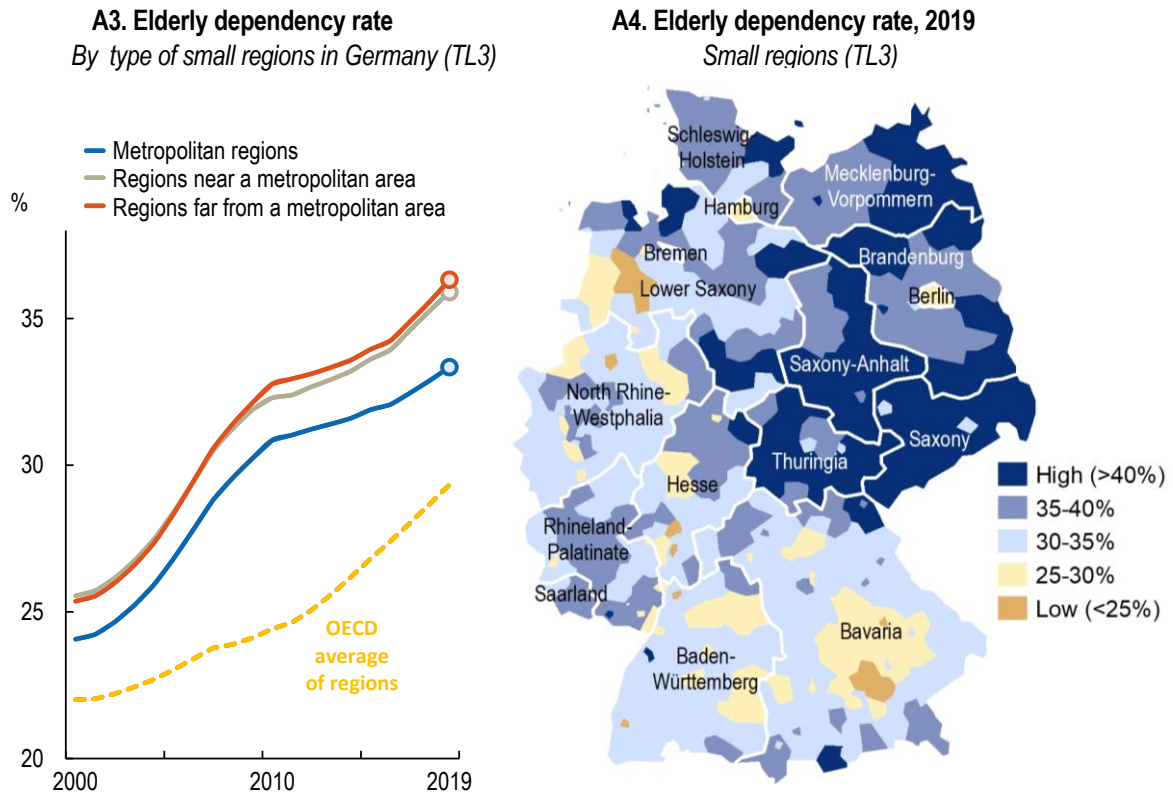 A3. Elderly dependency rate
By type of small regions in Germany (TL3)
Metropolitan regions
Regions near a metropolitan area
Regions far from a metropolitan area
%
35
30
25
20
2000
2010
2019
OECD
average
of regions
A4. Elderly dependency rate, 2019
Small regions (TL3)
Schleswig-
Holstein
Mecklenburg-
Vorpommern
Hamburg
Bremen
Brandenburg
Lower Saxony
Berlin
Saxony-Anhalt
North Rhine-
Westphalia
Saxony
Thuringia
Hesse
Rhineland-
Palatinate
Saarland
Bavaria
Baden-
Württemberg
High (>40%)
35-40%
30-35%
25-30%
Low (<25%)